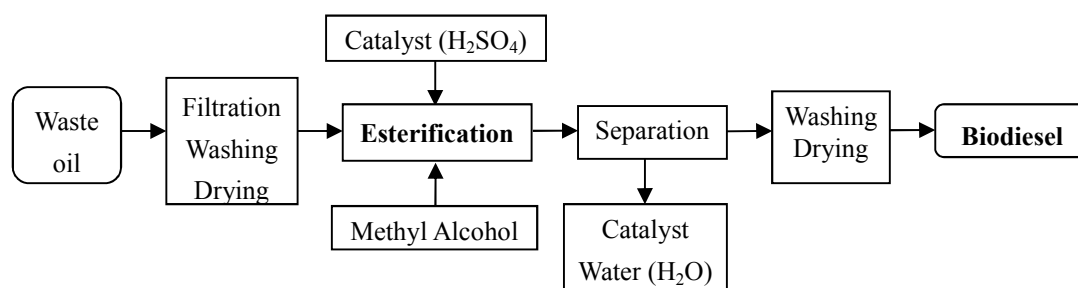 Waste
oil
Filtration
Washing
Drying
Catalyst (H₂SO₄)
Esterification
Methyl Alcohol
Separation
Catalyst
Water (H₂O)
Washing
Drying
Biodiesel